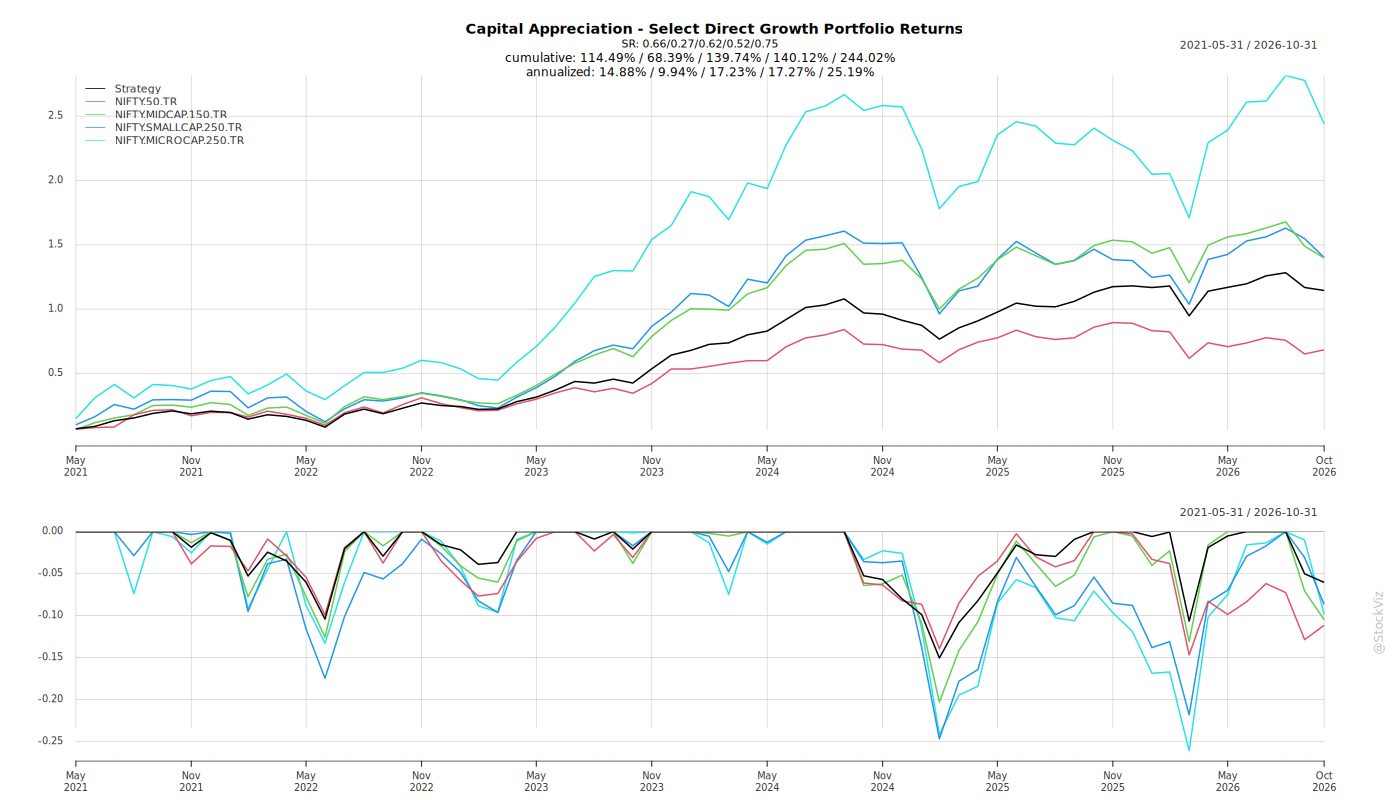 Capital Appreciation - Select Direct Growth Portfolio Returns
SR: 0.66/0.27/0.62/0.52/0.75
cumulative: 114.49% / 68.39% / 139.74% / 140.12% / 244.02%
annualized: 14.88% / 9.94% / 17.23% / 17.27% / 25.19%
2021-05-31 / 2026-10-31
Strategy
NIFTY.50.TR
NIFTY.MIDCAP.150.TR
NIFTY.SMALLCAP.250.TR
NIFTY.MICROCAP.250.TR
2.5
2.0
1.5
1.0
0.5
May Nov May Nov May Nov May Nov May Nov May Oct
2021 2021 2022 2022 2023 2023 2024 2024 2025 2025 2026 2026
2021-05-31 / 2026-10-31
0.00
-0.05
-0.10
-0.15
-0.20
-0.25
May Nov May Nov May Nov May Nov May Nov May Oct
2021 2021 2022 2022 2023 2023 2024 2024 2025 2025 2026 2026
@StockViz